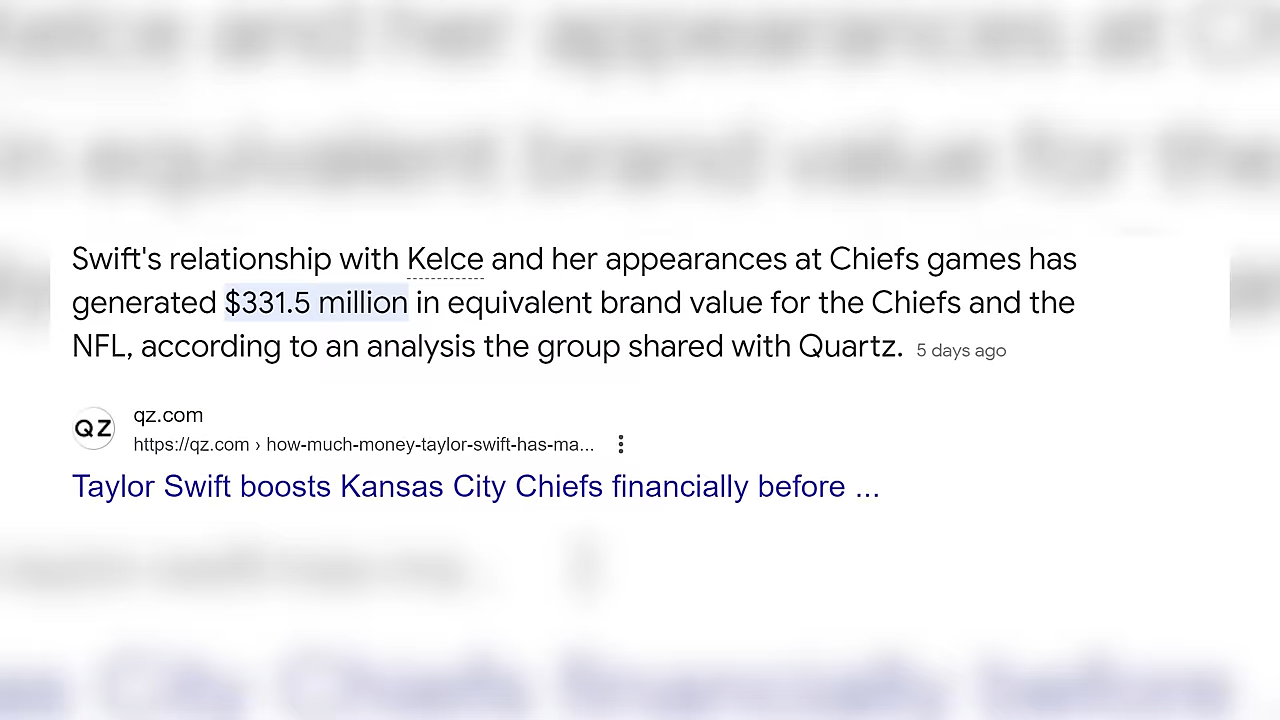 Swift's relationship with Kelce and her appearances at Chiefs games has
generated $331.5 million in equivalent brand value for the Chiefs and the
NFL, according to an analysis the group shared with Quartz. 5 days ago
QZ
qz.com
https://qz.com › how-much-money-taylor-swift-has-ma...
Taylor Swift boosts Kansas City Chiefs financially before ...